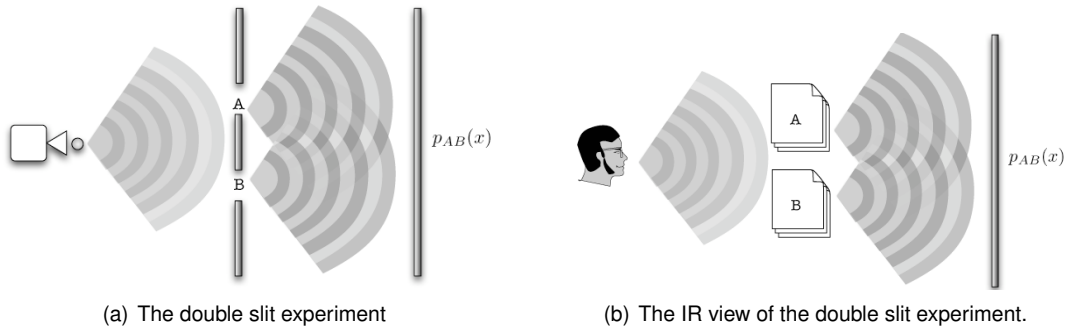 A
B
p_{AB}(x)
(a) The double slit experiment
A
B
p_{AB}(x)
(b) The IR view of the double slit experiment.